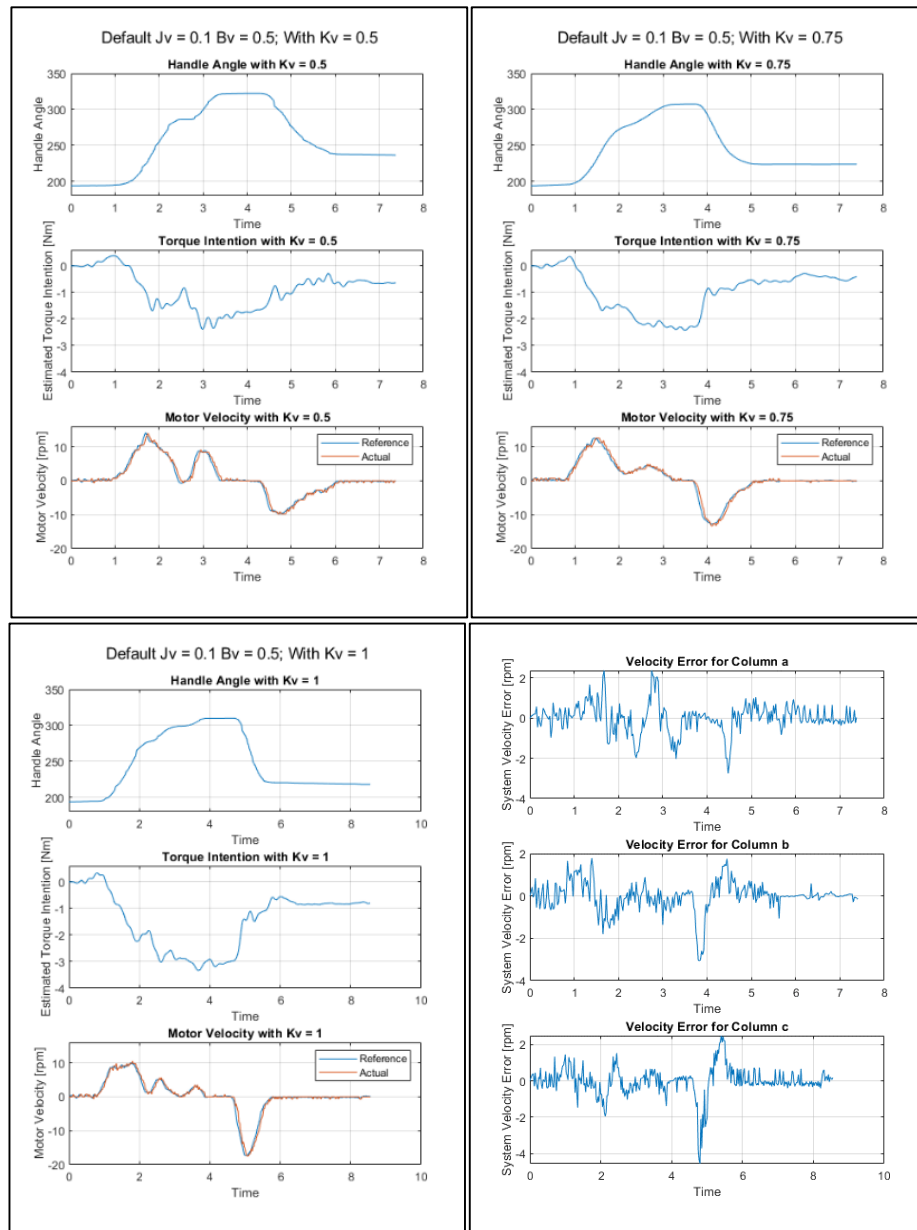 Default Jv = 0.1 Bv = 0.5; With Kv = 0.5
Handle Angle with Kv = 0.5
Handle Angle
350
300
250
200
0 1 2 3 4 5 6 7 8
Time
Torque Intention with Kv = 0.5
Estimated Torque Intention [Nm]
0
-1
-2
-3
-4
0 1 2 3 4 5 6 7 8
Time
Motor Velocity with Kv = 0.5
Motor Velocity [rpm]
10
0
-10
-20
Reference
Actual
0 1 2 3 4 5 6 7 8
Time
Default Jv = 0.1 Bv = 0.5; With Kv = 0.75
Handle Angle with Kv = 0.75
Handle Angle
350
300
250
200
0 1 2 3 4 5 6 7 8
Time
Torque Intention with Kv = 0.75
Estimated Torque Intention [Nm]
0
-1
-2
-3
-4
0 1 2 3 4 5 6 7 8
Time
Motor Velocity with Kv = 0.75
Motor Velocity [rpm]
10
0
-10
-20
Reference
Actual
0 1 2 3 4 5 6 7 8
Time
Default Jv = 0.1 Bv = 0.5; With Kv = 1
Handle Angle with Kv = 1
Handle Angle
350
300
250
200
0 2 4 6 8 10
Time
Torque Intention with Kv = 1
Estimated Torque Intention [Nm]
0
-1
-2
-3
-4
0 2 4 6 8 10
Time
Motor Velocity with Kv = 1
Motor Velocity [rpm]
10
0
-10
-20
Reference
Actual
0 2 4 6 8 10
Time
Velocity Error for Column a
System Velocity Error [rpm]
2
0
-2
-4
0 1 2 3 4 5 6 7 8
Time
Velocity Error for Column b
System Velocity Error [rpm]
2
0
-2
-4
0 1 2 3 4 5 6 7 8
Time
Velocity Error for Column c
System Velocity Error [rpm]
2
0
-2
-4
0 2 4 6 8 10
Time